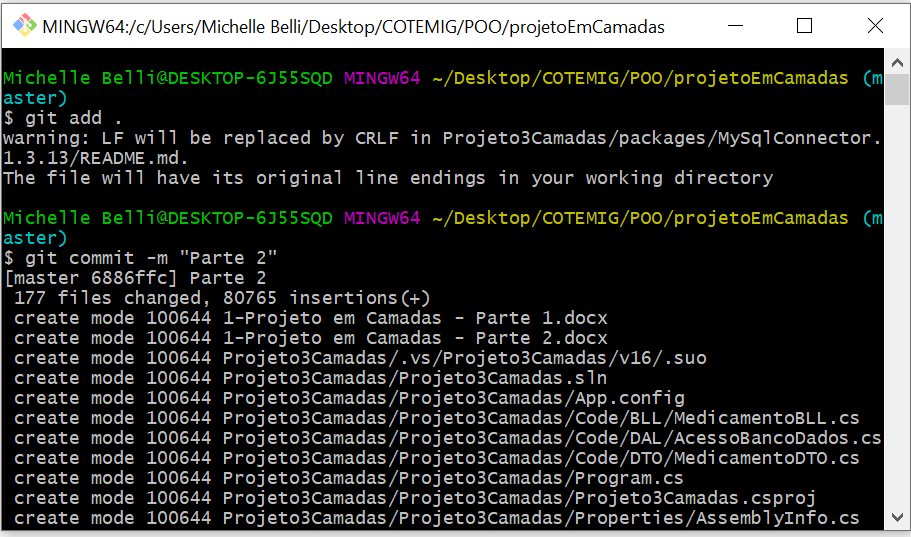 MINGW64:/c/Users/Michelle Belli/Desktop/COTEMIG/POO/projetoEmCamadas
Michelle Belli@DESKTOP-6J55SQD MINGW64 ~/Desktop/COTEMIG/POO/projetoEmCamadas (m
aster)
$ git add .
warning: LF will be replaced by CRLF in Projeto3Camadas/packages/MySqlConnector.
1.3.13/README.md.
The file will have its original line endings in your working directory
Michelle Belli@DESKTOP-6J55SQD MINGW64 ~/Desktop/COTEMIG/POO/projetoEmCamadas (m
aster)
$ git commit -m "Parte 2"
[master 6886ffc] Parte 2
 177 files changed, 80765 insertions(+)
 create mode 100644 1-Projeto em Camadas - Parte 1.docx
 create mode 100644 1-Projeto em Camadas - Parte 2.docx
 create mode 100644 Projeto3Camadas/.vs/Projeto3Camadas/v16/.suo
 create mode 100644 Projeto3Camadas/Projeto3Camadas.sln
 create mode 100644 Projeto3Camadas/Projeto3Camadas/App.config
 create mode 100644 Projeto3Camadas/Projeto3Camadas/Code/BLL/MedicamentoBLL.cs
 create mode 100644 Projeto3Camadas/Projeto3Camadas/Code/DAL/AcessoBancoDados.cs
 create mode 100644 Projeto3Camadas/Projeto3Camadas/Code/DTO/MedicamentoDTO.cs
 create mode 100644 Projeto3Camadas/Projeto3Camadas/Program.cs
 create mode 100644 Projeto3Camadas/Projeto3Camadas/Projeto3Camadas.csproj
 create mode 100644 Projeto3Camadas/Projeto3Camadas/Properties/AssemblyInfo.cs